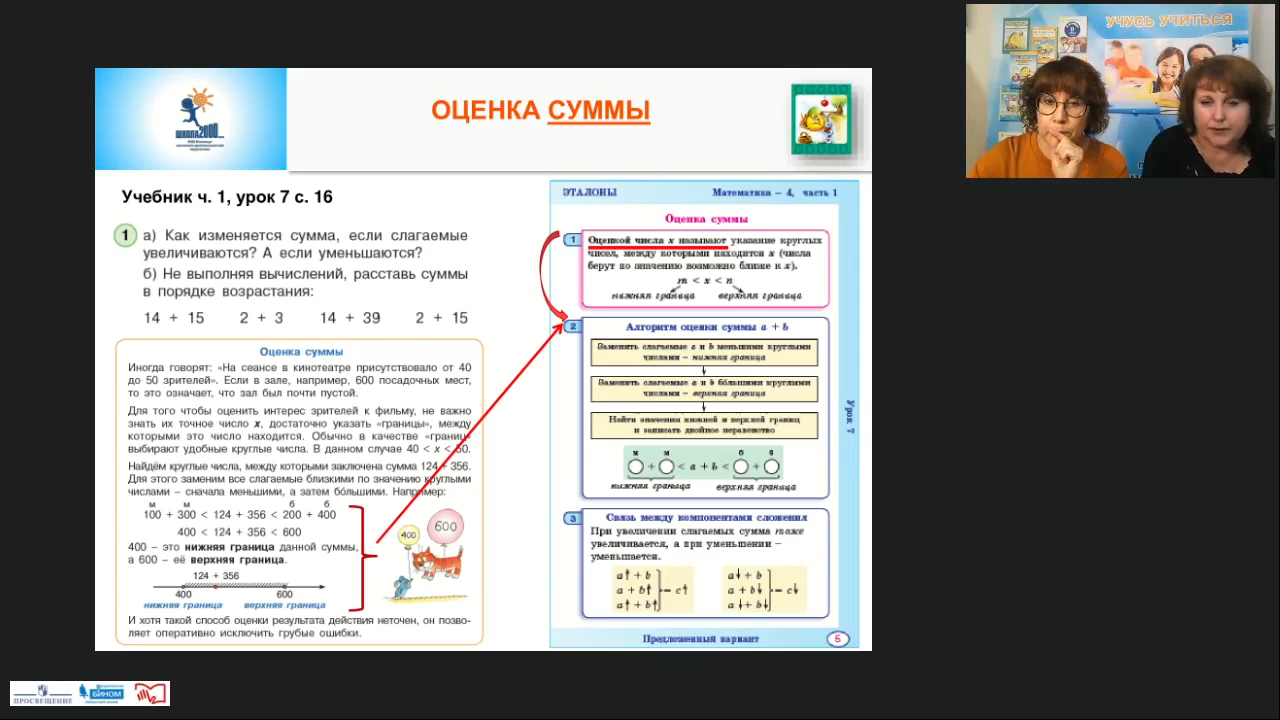 УЧУСЬ УЧИТЬСЯ
ШКОЛА 2000...
ОЦЕНКА СУММЫ
Учебник ч. 1, урок 7 с. 16
1 а) Как изменяется сумма, если слагаемые
увеличиваются? А если уменьшаются?
б) Не выполняя вычислений, расставь суммы
в порядке возрастания:
14 + 15 2 + 3 14 + 39 2 + 15
Оценка суммы
Иногда говорят: «На сеансе в кинотеатре присутствовало от 40
до 50 зрителей». Если в зале, например, 600 посадочных мест,
то это означает, что зал был почти пустой.
Для того чтобы оценить интерес зрителей к фильму, не важно
знать их точное число x, достаточно указать «границы», между
которыми это число находится. Обычно в качестве «границ»
выбирают удобные круглые числа. В данном случае 40 < x < 50.
Найдём круглые числа, между которыми заключена сумма 124 + 356.
Для этого заменим все слагаемые близкими по значению круглыми
числами – сначала меньшими, а затем бóльшими. Например:
м м б б
100 + 300 < 124 + 356 < 200 + 400
400 < 124 + 356 < 600
400 – это нижняя граница данной суммы,
а 600 – её верхняя граница.
124 + 356
400 600
нижняя граница верхняя граница
400 600
И хотя такой способ оценки результата действия неточен, он позво-
ляет оперативно исключить грубые ошибки.
ЭТАЛОНЫ Математика – 4, часть 1
Оценка суммы
1 Оценкой числа x называют указание круглых
чисел, между которыми находится x (числа
берут по значению возможно ближе к x).
m < x < n
нижняя граница верхняя граница
2 Алгоритм оценки суммы a + b
Заменить слагаемые a и b меньшими круглыми
числами – нижняя граница
Заменить слагаемые a и b бóльшими круглыми
числами – верхняя граница
Найти значения нижней и верхней границ
и записать двойное неравенство
м м б б
+ < a + b < +
нижняя граница верхняя граница
3 Связь между компонентами сложения
При увеличении слагаемых сумма тоже
увеличивается, а при уменьшении –
уменьшается.
a↑ + b a↓ + b
a + b↑ – c↑ a + b↓ – c↓
a↑ + b↑ a↓ + b↓
Урок 7
Предложенный вариант 5
ПРОСВЕЩЕНИЕ БИНОМ